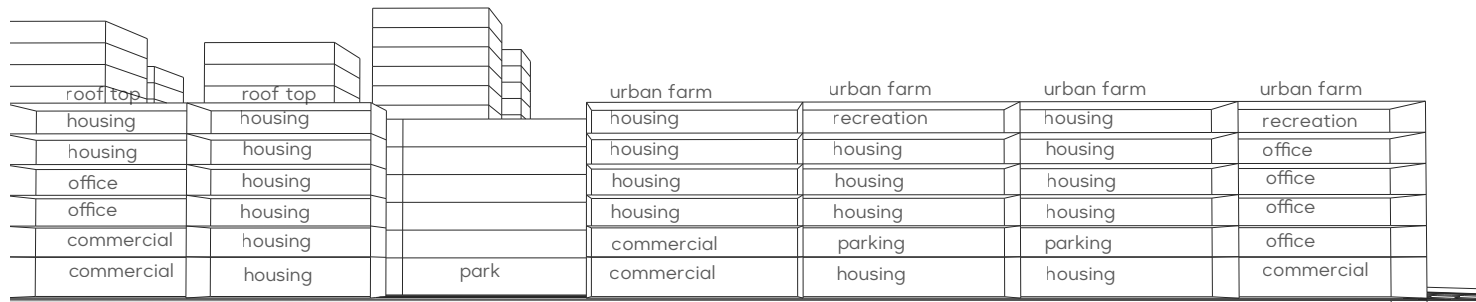 roof top
housing
housing
office
office
commercial
commercial
roof top
housing
housing
housing
housing
housing
housing
park
urban farm
housing
housing
housing
housing
commercial
commercial
urban farm
recreation
housing
housing
housing
parking
housing
urban farm
housing
housing
housing
housing
parking
housing
urban farm
recreation
office
office
office
office
commercial